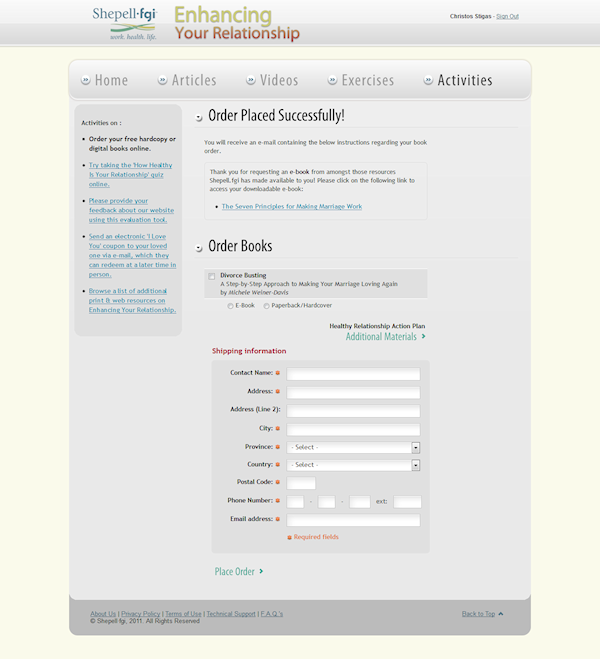 Shepell·fgi
work. health. life.
Enhancing
Your Relationship
Christos Stigas - Sign Out
Home
Articles
Videos
Exercises
Activities
Activities on :
Order your free hardcopy or
digital books online.
Try taking the 'How Healthy
Is Your Relationship' quiz
online.
Please provide your
feedback about our website
using this evaluation tool.
Send an electronic 'I Love
You' coupon to your loved
one via e-mail, which they
can redeem at a later time in
person.
Browse a list of additional
print & web resources on
Enhancing Your Relationship.
Order Placed Successfully!
You will receive an e-mail containing the below instructions regarding your book
order.
Thank you for requesting an e-book from amongst those resources
Shepell.fgi has made available to you! Please click on the following link to
access your downloadable e-book:
The Seven Principles for Making Marriage Work
Order Books
Divorce Busting
A Step-by-Step Approach to Making Your Marriage Loving Again
by Michele Weiner-Davis
E-Book
Paperback/Hardcover
Healthy Relationship Action Plan
Additional Materials
Shipping information
Contact Name:
Address:
Address (Line 2):
City:
Province: - Select -
Country: - Select -
Postal Code:
Phone Number: - - ext:
Email address:
Required fields
Place Order
About Us | Privacy Policy | Terms of Use | Technical Support | F.A.Q.'s
Back to Top
© Shepell·fgi, 2011. All Rights Reserved